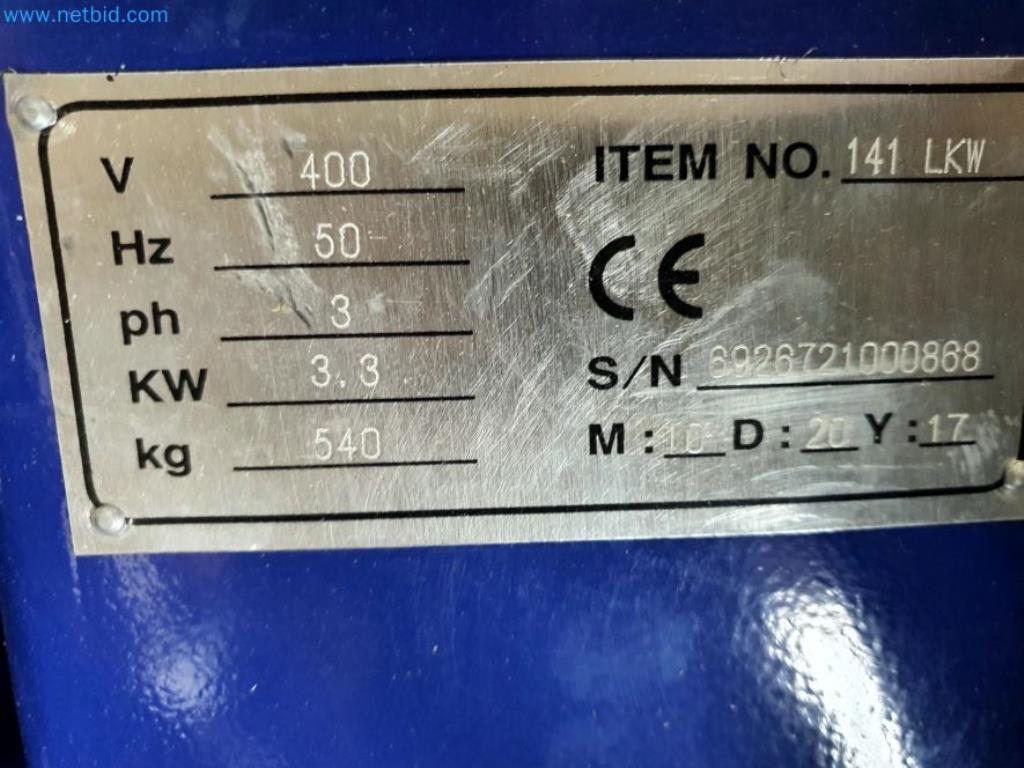 www.netbid.com
V 400
Hz 50
ph 3
KW 3.3
kg 540
ITEM NO. 141 LKW
CE
S/N 6926721000868
M:10 D:20 Y:17